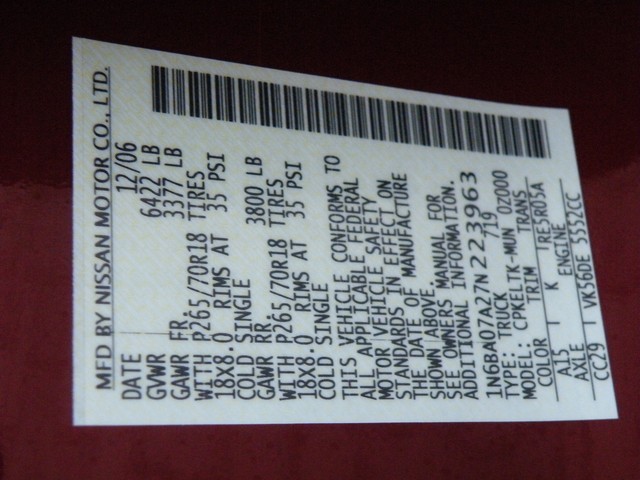 MFD BY NISSAN MOTOR CO., LTD.
DATE 12/06
GVWR 6422 LB
GAWR FR. 3377 LB
WITH P265/70R18 TIRES
18X8.0 RIMS AT 35 PSI
COLD SINGLE
GAWR RR 3800 LB
WITH P265/70R18 TIRES
18X8.0 RIMS AT 35 PSI
COLD SINGLE
THIS VEHICLE CONFORMS TO
ALL APPLICABLE FEDERAL
MOTOR VEHICLE SAFETY
STANDARDS IN EFFECT ON
THE DATE OF MANUFACTURE
SHOWN ABOVE.
SEE OWNERS MANUAL FOR
ADDITIONAL INFORMATION.
1N6BA07A27N223963
TYPE: TRUCK 719
MODEL: CPKELTK-MUN OZ000
COLOR TRIM TRANS
A15 K RE5R05A
AXLE ENGINE
CC29 VK56DE 5552CC